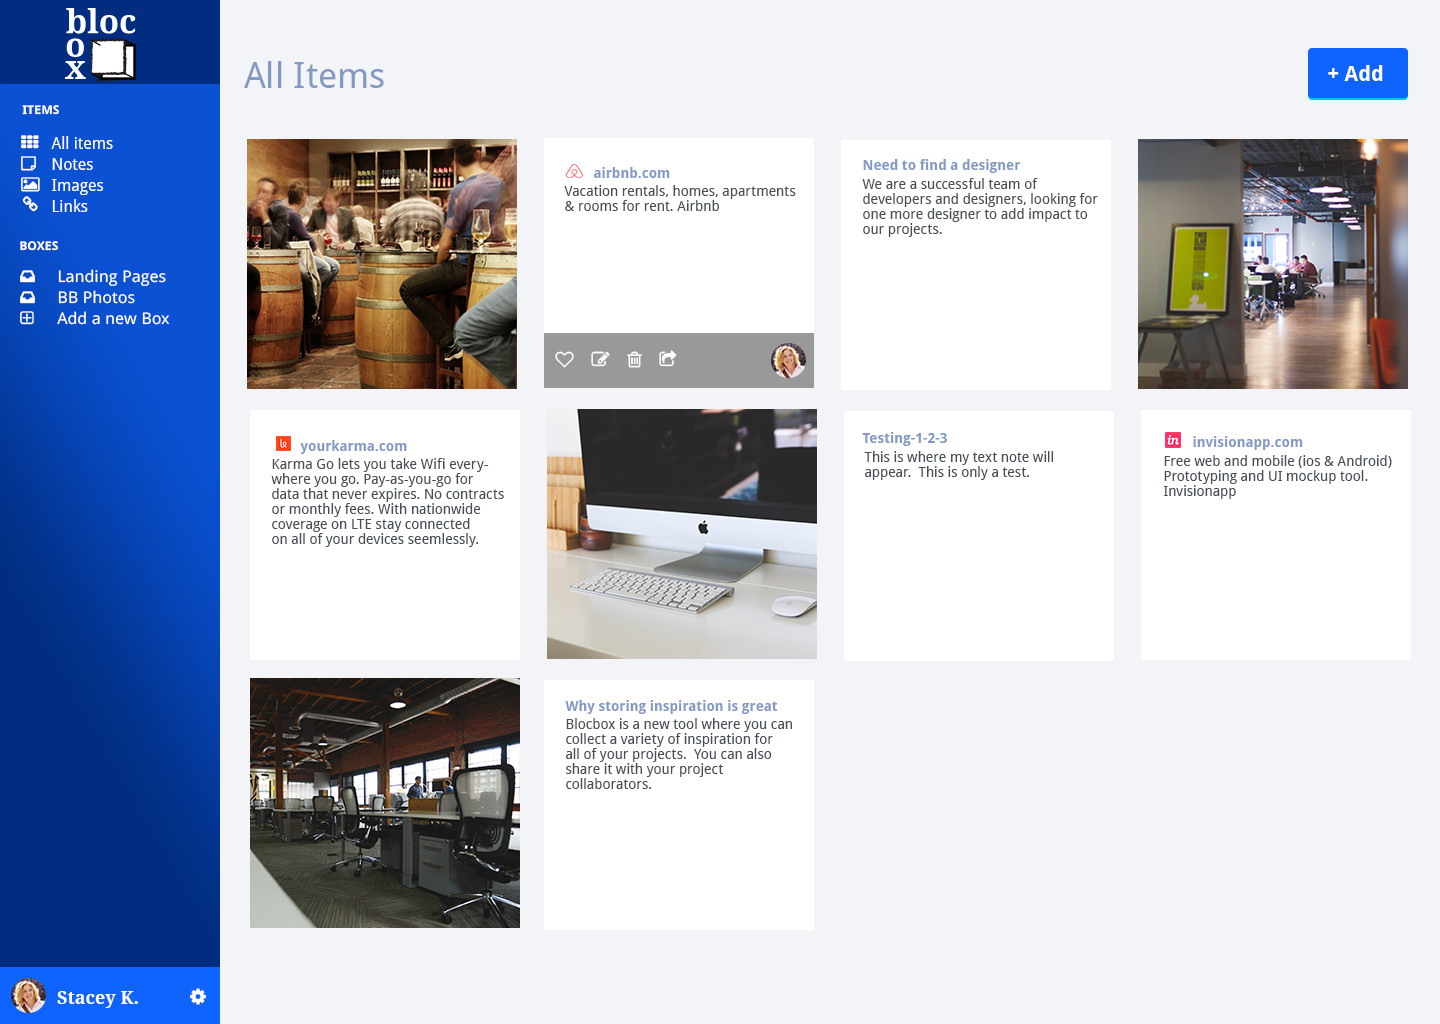 bloc
o
x
All Items
+ Add
ITEMS
All items
Notes
Images
Links
BOXES
Landing Pages
BB Photos
Add a new Box
airbnb.com
Vacation rentals, homes, apartments
& rooms for rent. Airbnb
Need to find a designer
We are a successful team of
developers and designers, looking for
one more designer to add impact to
our projects.
THIS
yourkarma.com
Karma Go lets you take Wifi every-
where you go. Pay-as-you-go for
data that never expires. No contracts
or monthly fees. With nationwide
coverage on LTE stay connected
on all of your devices seemlessly.
Testing-1-2-3
This is where my text note will
appear.  This is only a test.
in
invisionapp.com
Free web and mobile (ios & Android)
Prototyping and UI mockup tool.
Invisionapp
Why storing inspiration is great
Blocbox is a new tool where you can
collect a variety of inspiration for
all of your projects.  You can also
share it with your project
collaborators.
Stacey K.